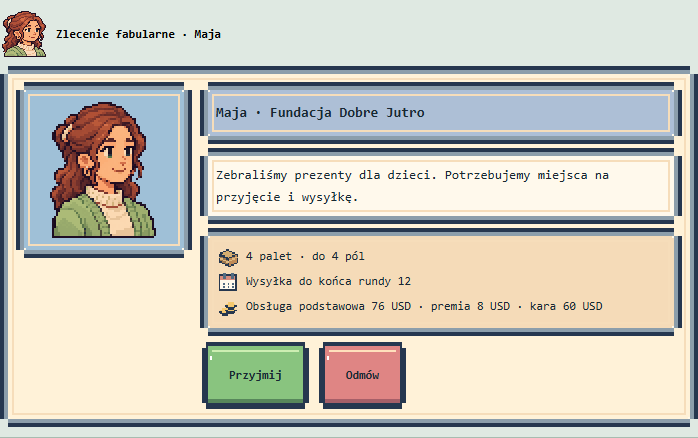 Zlecenie fabularne · Maja
Maja · Fundacja Dobre Jutro
Zebraliśmy prezenty dla dzieci. Potrzebujemy miejsca na
przyjęcie i wysyłkę.
4 palet · do 4 pól
Wysyłka do końca rundy 12
Obsługa podstawowa 76 USD · premia 8 USD · kara 60 USD
Przyjmij
Odmów